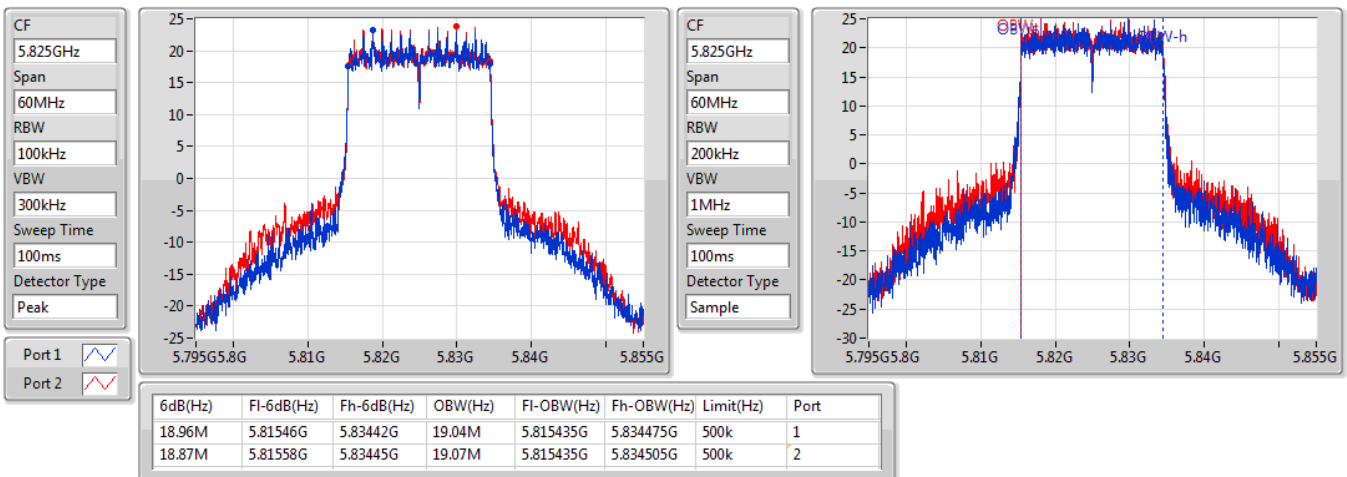 CF
5.825GHz
Span
60MHz
RBW
100kHz
VBW
300kHz
Sweep Time
100ms
Detector Type
Peak
Port 1
Port 2
25
20
15
10
5
0
-5
-10
-15
-20
-25
5.795G 5.8G 5.81G 5.82G 5.83G 5.84G 5.855G
CF
5.825GHz
Span
60MHz
RBW
200kHz
VBW
1MHz
Sweep Time
100ms
Detector Type
Sample
25
20
15
10
5
0
-5
-10
-15
-20
-25
-30
5.795G 5.8G 5.81G 5.82G 5.83G 5.84G 5.855G
6dB(Hz) Fl-6dB(Hz) Fh-6dB(Hz) OBW(Hz) Fl-OBW(Hz) Fh-OBW(Hz) Limit(Hz) Port
18.96M 5.81546G 5.83442G 19.04M 5.815435G 5.834475G 500k 1
18.87M 5.81558G 5.83445G 19.07M 5.815435G 5.834505G 500k 2